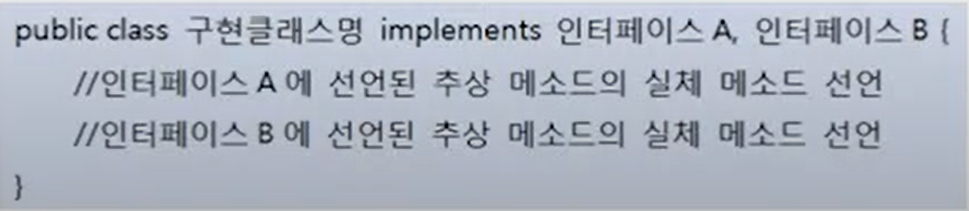 public class 구현클래스명 implements 인터페이스 A, 인터페이스 B {
//인터페이스 A 에 선언된 추상 메소드의 실체 메소드 선언
//인터페이스 B 에 선언된 추상 메소드의 실체 메소드 선언
}